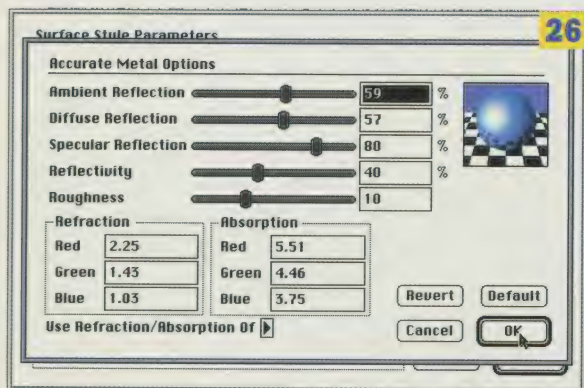 26
Surface Style Parameters
Accurate Metal Options
Ambient Reflection 59 %
Diffuse Reflection 57 %
Specular Reflection 80 %
Reflectivity 40 %
Roughness 10
Refraction
Red 2.25
Green 1.43
Blue 1.03
Absorption
Red 5.51
Green 4.46
Blue 3.75
Use Refraction/Absorption Of
Revert
Default
Cancel
OK